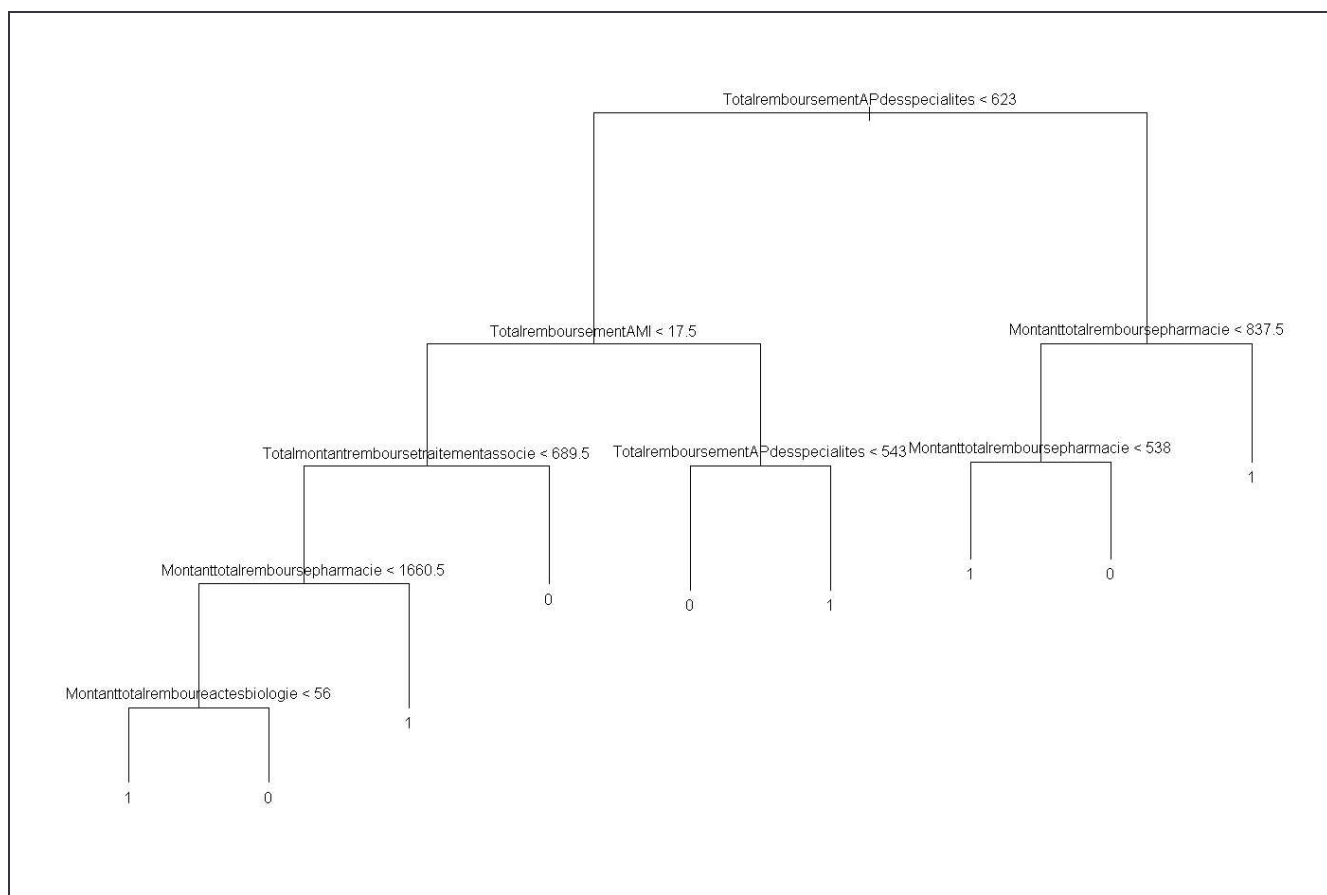 TotalremboursementAPdesspecialites < 623
TotalremboursementAMI < 17.5
Montanttotalremboursepharmacie < 837.5
Totalmontantremboursetraitementassocie < 689.5
TotalremboursementAPdesspecialites < 543
Montanttotalremboursepharmacie < 538
1
Montanttotalremboursepharmacie < 1660.5
0
0
1
1
0
Montanttotalremboureactesbiologie < 56
1
1
0